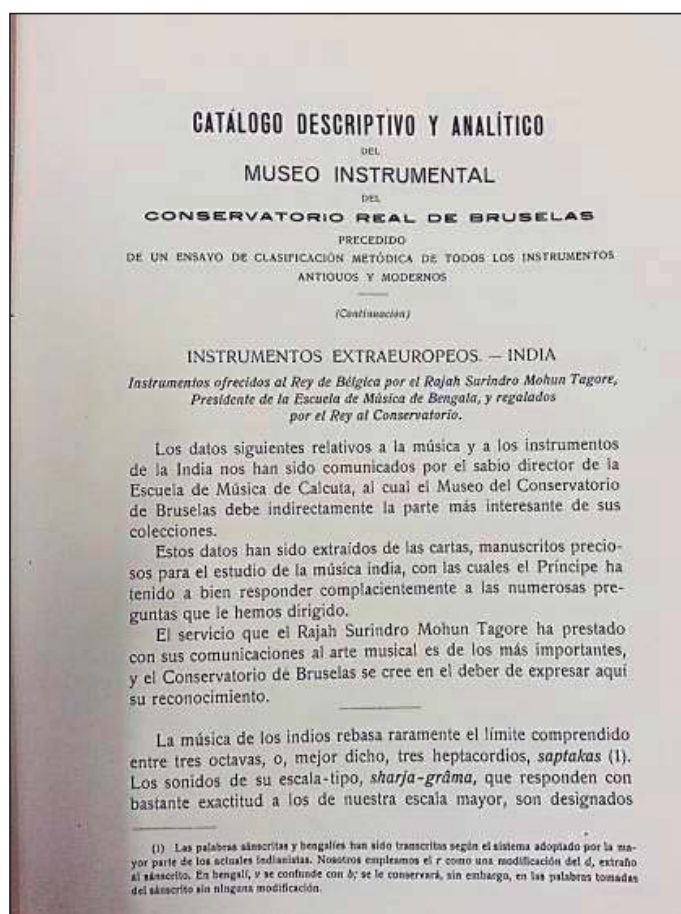 CATÁLOGO DESCRIPTIVO Y ANALÍTICO
DEL
MUSEO INSTRUMENTAL
DEL
CONSERVATORIO REAL DE BRUSELAS
PRECEDIDO
DE UN ENSAYO DE CLASIFICACIÓN METÓDICA DE TODOS LOS INSTRUMENTOS
ANTIGUOS Y MODERNOS
(Continuación)
INSTRUMENTOS EXTRAEUROPEOS. — INDIA
Instrumentos ofrecidos al Rey de Bélgica por el Rajah Surindro Mohun Tagore,
Presidente de la Escuela de Música de Bengala, y regalados
por el Rey al Conservatorio.
Los datos siguientes relativos a la música y a los instrumentos
de la India nos han sido comunicados por el sabio director de la
Escuela de Música de Calcuta, al cual el Museo del Conservatorio
de Bruselas debe indirectamente la parte más interesante de sus
colecciones.
Estos datos han sido extraídos de las cartas, manuscritos precio-
sos para el estudio de la música india, con las cuales el Príncipe ha
tenido a bien responder complacientemente a las numerosas pre-
guntas que le hemos dirigido.
El servicio que el Rajah Surindro Mohun Tagore ha prestado
con sus comunicaciones al arte musical es de los más importantes,
y el Conservatorio de Bruselas se cree en el deber de expresar aquí
su reconocimiento.
La música de los indios rebasa raramente el límite comprendido
entre tres octavas, o, mejor dicho, tres heptacordios, saptakas (1).
Los sonidos de su escala-tipo, sharja-grâma, que responden con
bastante exactitud a los de nuestra escala mayor, son designados
(1) Las palabras sánscritas y bengalíes han sido transcritas según el sistema adoptado por la ma-
yor parte de los actuales indianistas. Nosotros empleamos el r como una modificación del d, extraño
al sánscrito. En bengalí, v se confunde con b; se le conservará, sin embargo, en las palabras tomadas
del sánscrito sin ninguna modificación.